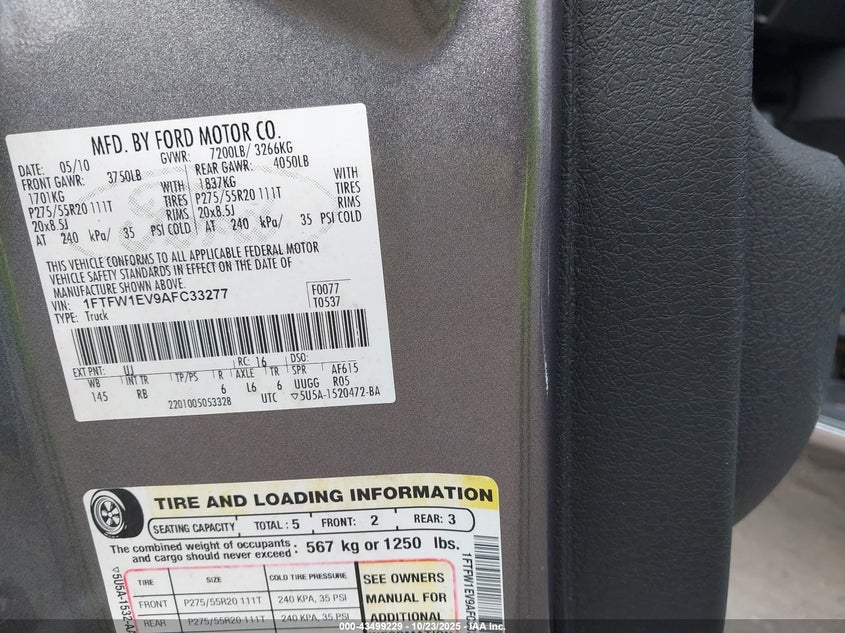 MFD. BY FORD MOTOR CO.
DATE: 05/10 GVWR: 7200LB/ 3266KG
FRONT GAWR: 3750LB REAR GAWR: 4050LB
1701KG WITH 1837KG WITH
P275/55R20 111T TIRES P275/55R20 111T TIRES
20x8.5J RIMS 20x8.5J RIMS
AT 240 kPa/ 35 PSI COLD AT 240 kPa/ 35 PSI COLD
THIS VEHICLE CONFORMS TO ALL APPLICABLE FEDERAL MOTOR
VEHICLE SAFETY STANDARDS IN EFFECT ON THE DATE OF
MANUFACTURE SHOWN ABOVE.
VIN: 1FTFW1EV9AFC33277 F0077
TYPE: Truck T0537
EXT PNT: UJ RC: 16 DSO:
WB INT TR TP/PS R AXLE TR SPR AF615
145 RB 6 L6 6 UUGG R05
2201005053328 UTC ▽5U5A-1520472-BA
TIRE AND LOADING INFORMATION
SEATING CAPACITY TOTAL : 5 FRONT: 2 REAR: 3
The combined weight of occupants and cargo should never exceed : 567 kg or 1250 lbs.
TIRE SIZE COLD TIRE PRESSURE SEE OWNERS
FRONT P275/55R20 111T 240 KPA, 35 PSI MANUAL FOR
REAR P275/55R20 111T 240 KPA, 35 PSI ADDITIONAL
▽5U5A-1532-A
1FTFW1EV9AF
000-43499229 - 10/23/2025 - IAA, Inc.